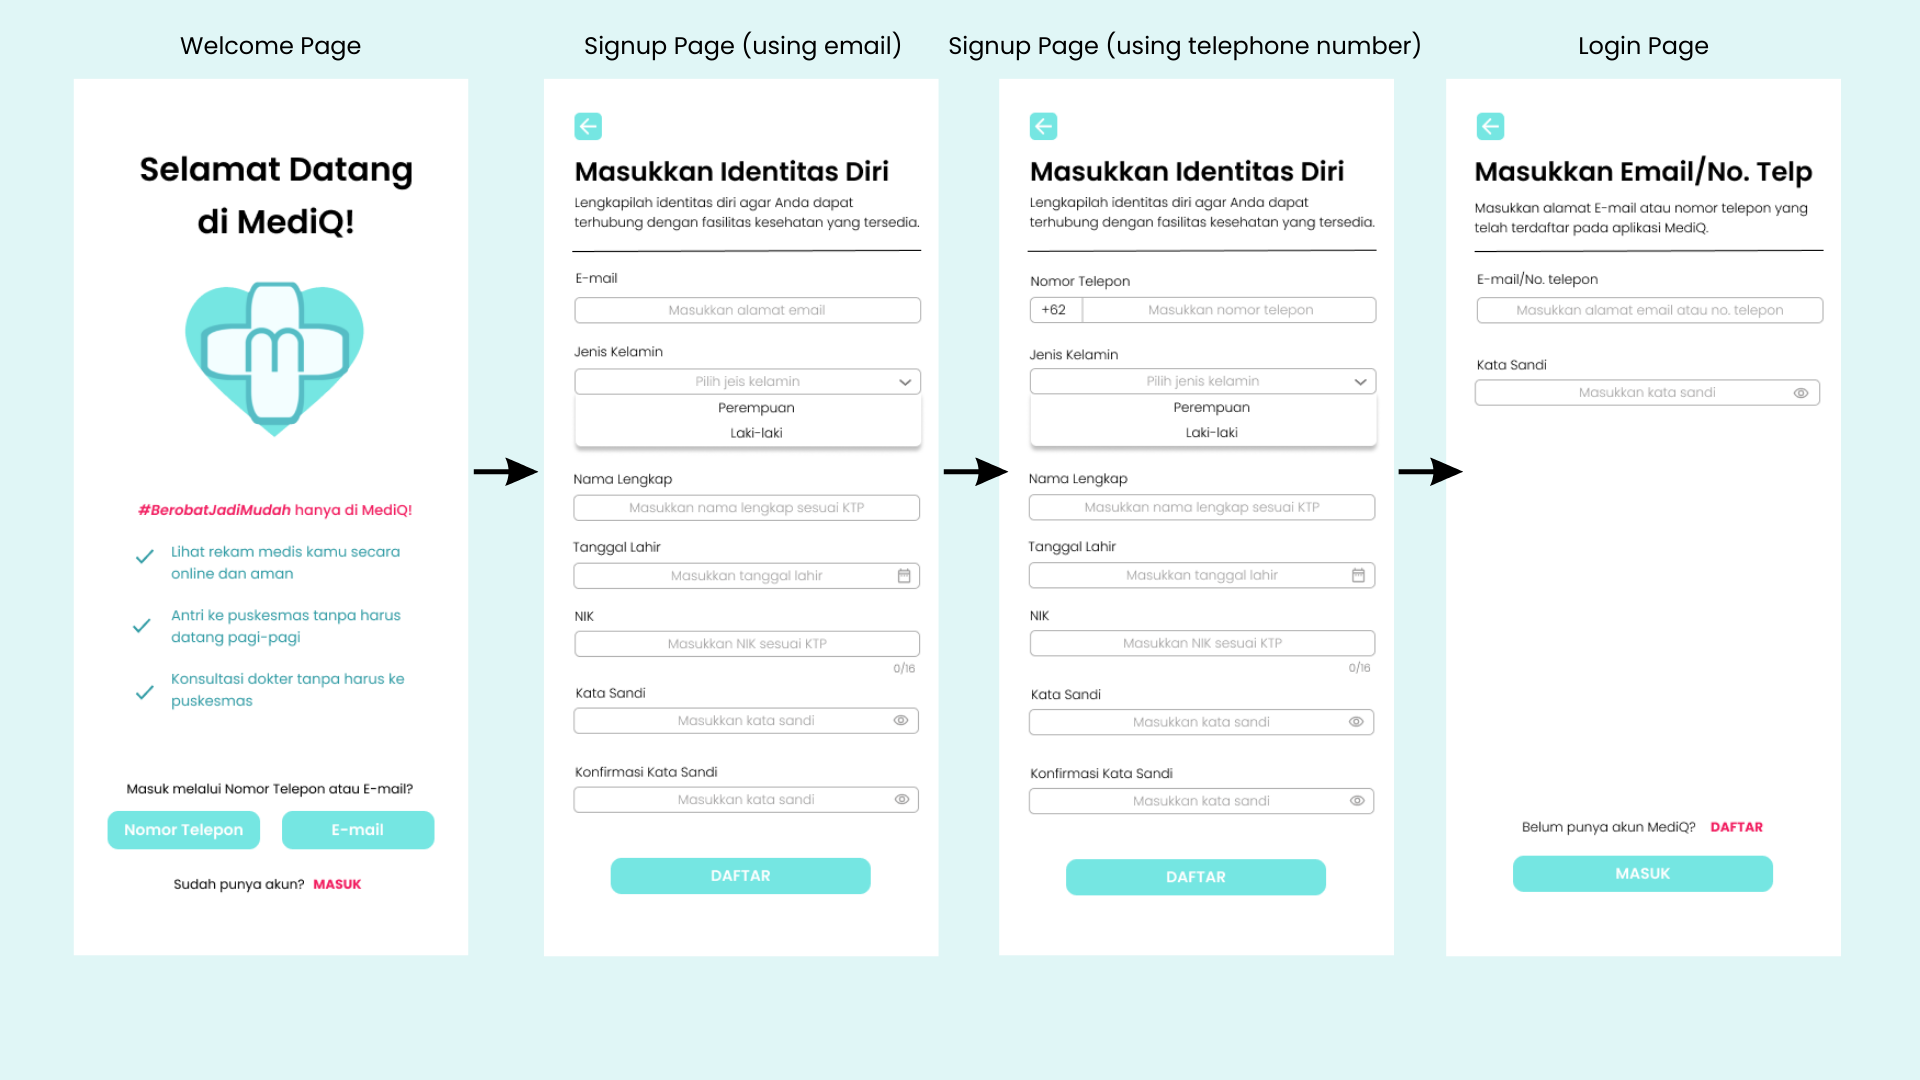 Welcome Page
Selamat Datang
di MediQ!
m
#BerobatJadiMudah hanya di MediQ!
Lihat rekam medis kamu secara
online dan aman
Antri ke puskesmas tanpa harus
datang pagi-pagi
Konsultasi dokter tanpa harus ke
puskesmas
Masuk melalui Nomor Telepon atau E-mail?
Nomor Telepon
E-mail
Sudah punya akun? MASUK
Signup Page (using email)
Masukkan Identitas Diri
Lengkapilah identitas diri agar Anda dapat
terhubung dengan fasilitas kesehatan yang tersedia.
E-mail
Masukkan alamat email
Jenis Kelamin
Pilih jeis kelamin
Perempuan
Laki-laki
Nama Lengkap
Masukkan nama lengkap sesuai KTP
Tanggal Lahir
Masukkan tanggal lahir
NIK
Masukkan NIK sesuai KTP
0/16
Kata Sandi
Masukkan kata sandi
Konfirmasi Kata Sandi
Masukkan kata sandi
DAFTAR
Signup Page (using telephone number)
Masukkan Identitas Diri
Lengkapilah identitas diri agar Anda dapat
terhubung dengan fasilitas kesehatan yang tersedia.
Nomor Telepon
+62 Masukkan nomor telepon
Jenis Kelamin
Pilih jenis kelamin
Perempuan
Laki-laki
Nama Lengkap
Masukkan nama lengkap sesuai KTP
Tanggal Lahir
Masukkan tanggal lahir
NIK
Masukkan NIK sesuai KTP
0/16
Kata Sandi
Masukkan kata sandi
Konfirmasi Kata Sandi
Masukkan kata sandi
DAFTAR
Login Page
Masukkan Email/No. Telp
Masukkan alamat E-mail atau nomor telepon yang
telah terdaftar pada aplikasi MediQ.
E-mail/No. telepon
Masukkan alamat email atau no. telepon
Kata Sandi
Masukkan kata sandi
Belum punya akun MediQ? DAFTAR
MASUK